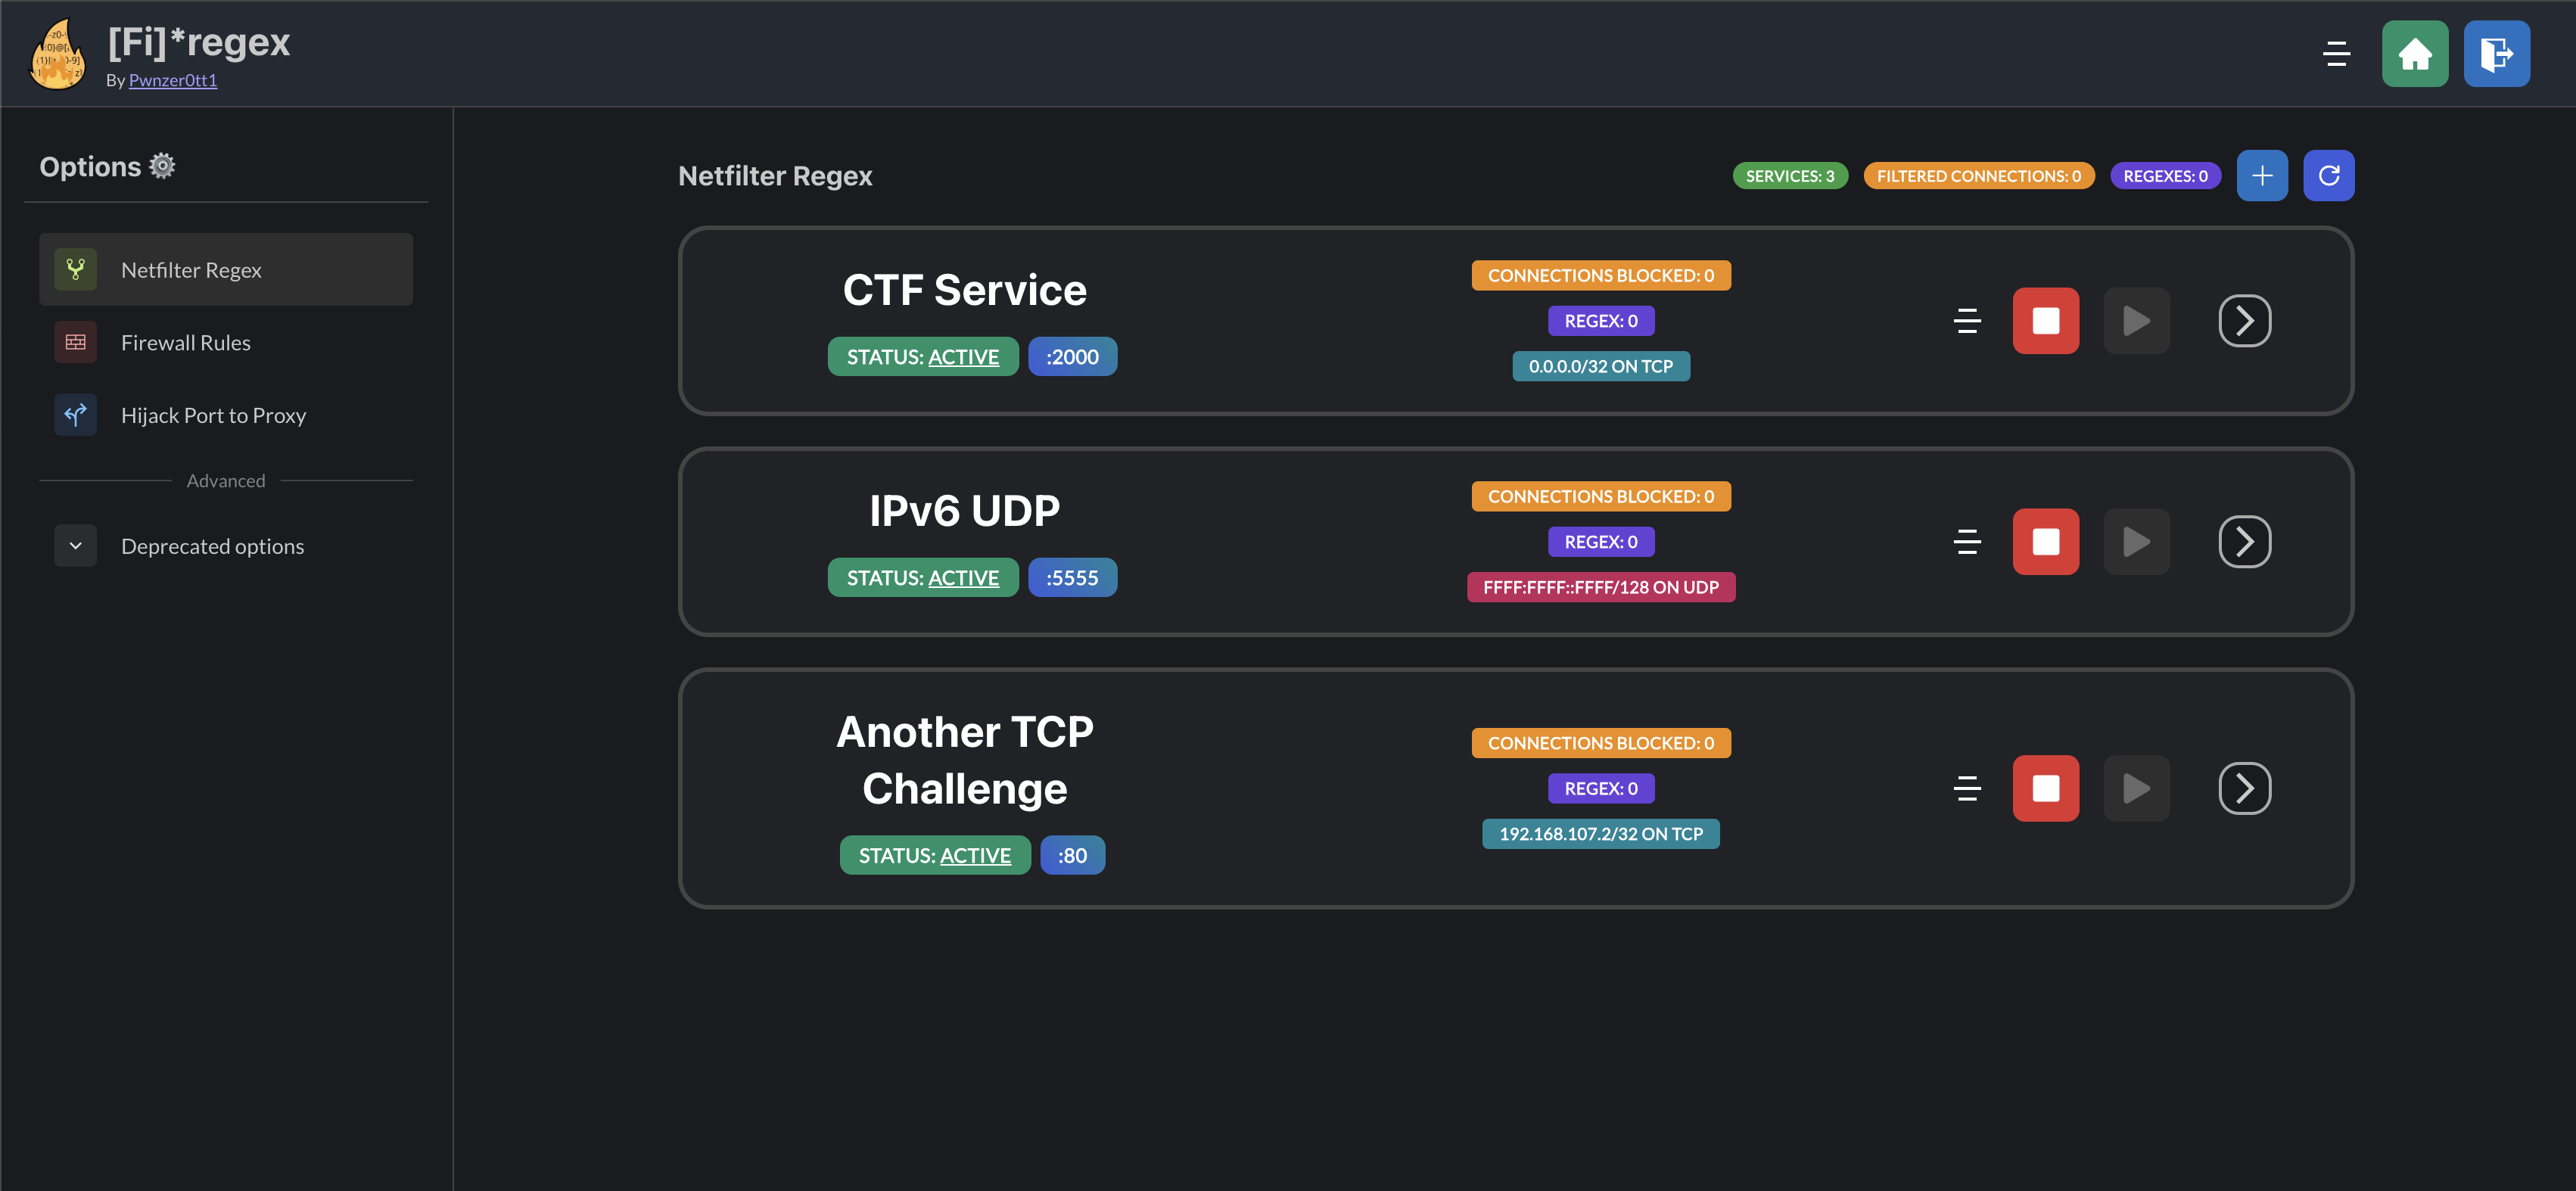 [Fi]*regex
By Pwnzer0tt1
Options
Netfilter Regex
Firewall Rules
Hijack Port to Proxy
Advanced
Deprecated options
Netfilter Regex
SERVICES: 3
FILTERED CONNECTIONS: 0
REGEXES: 0
CTF Service
STATUS: ACTIVE
:2000
CONNECTIONS BLOCKED: 0
REGEX: 0
0.0.0.0/32 ON TCP
IPv6 UDP
STATUS: ACTIVE
:5555
CONNECTIONS BLOCKED: 0
REGEX: 0
FFFF:FFFF::FFFF/128 ON UDP
Another TCP
Challenge
STATUS: ACTIVE
:80
CONNECTIONS BLOCKED: 0
REGEX: 0
192.168.107.2/32 ON TCP